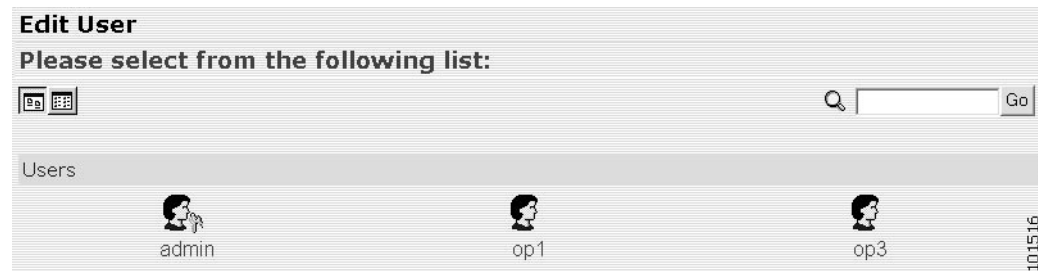 Edit User
Please select from the following list:
Go
Users
admin
op1
op3
101516